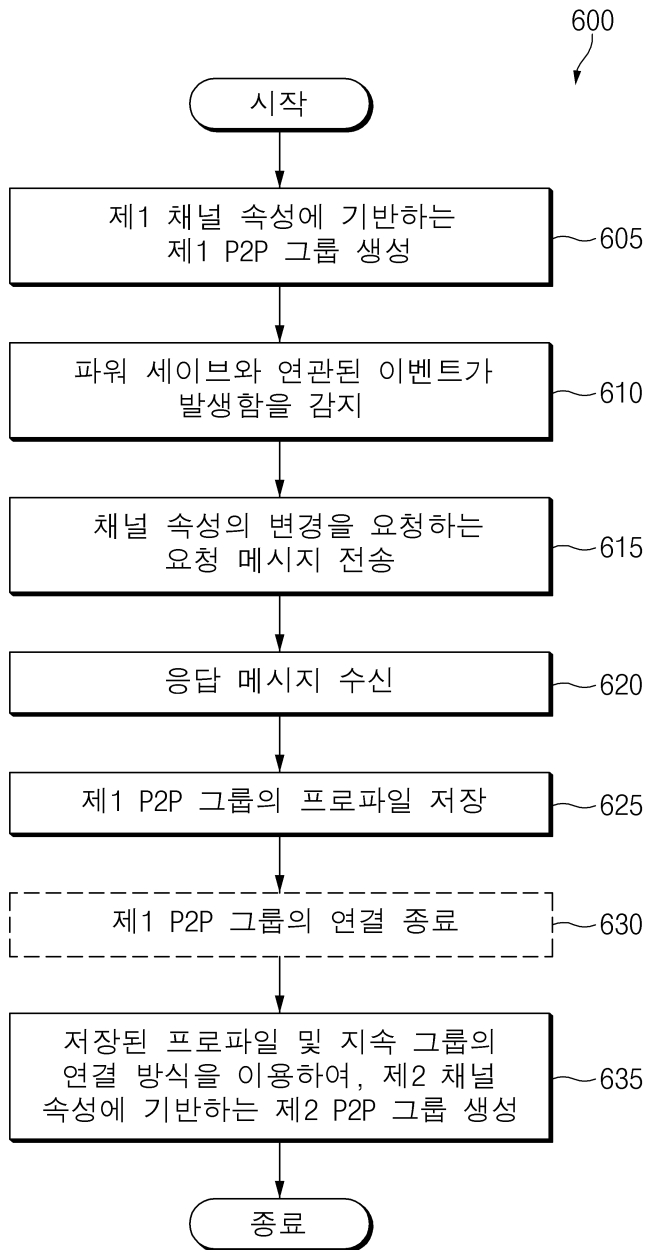 600
시작
제1 채널 속성에 기반하는
제1 P2P 그룹 생성
605
파워 세이브와 연관된 이벤트가
발생함을 감지
610
채널 속성의 변경을 요청하는
요청 메시지 전송
615
응답 메시지 수신
620
제1 P2P 그룹의 프로파일 저장
625
제1 P2P 그룹의 연결 종료
630
저장된 프로파일 및 지속 그룹의
연결 방식을 이용하여, 제2 채널
속성에 기반하는 제2 P2P 그룹 생성
635
종료